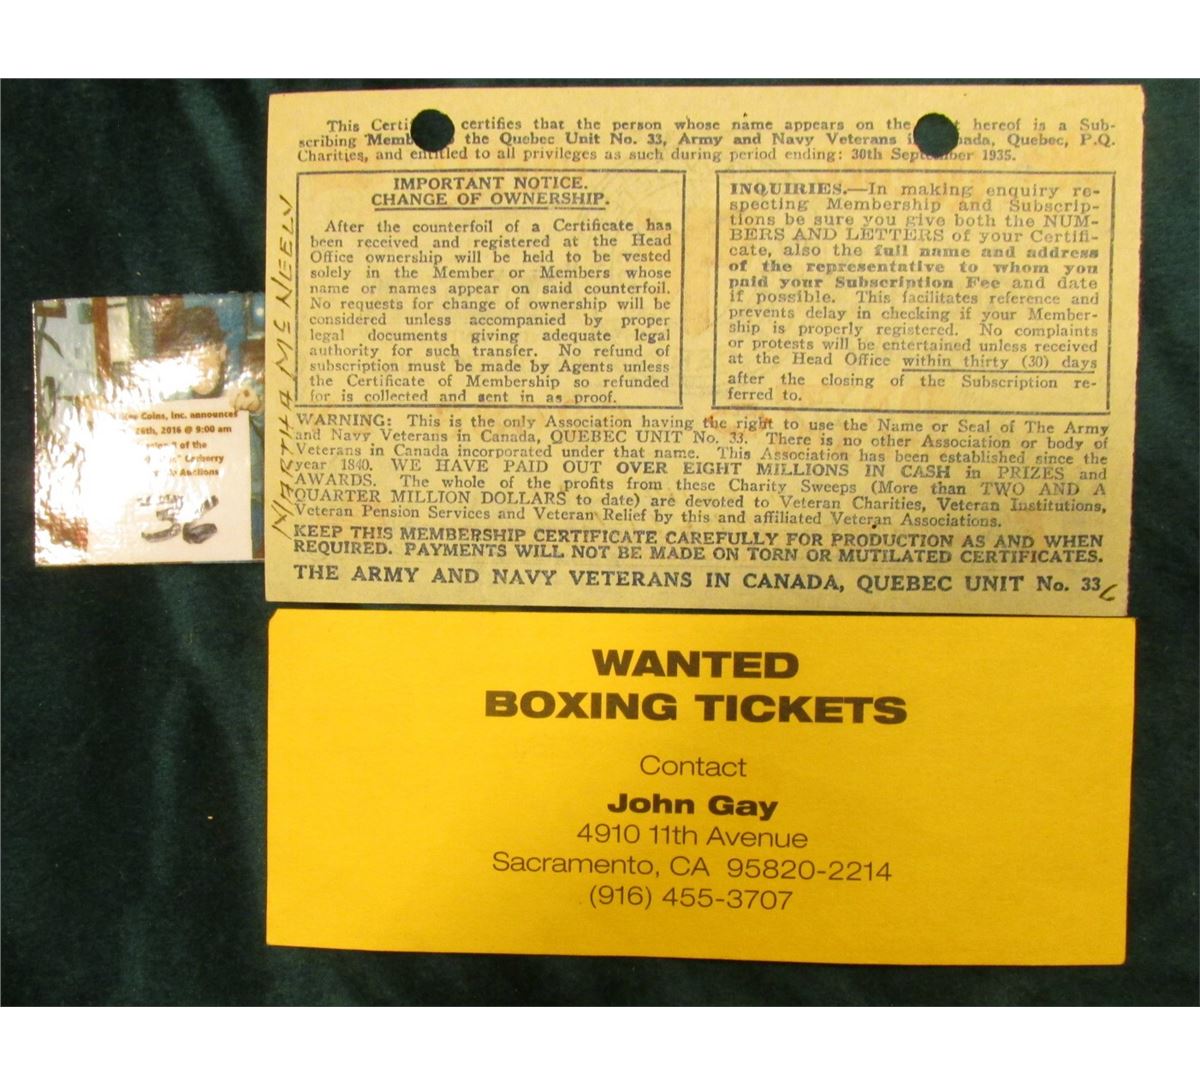 This Certi certifies that the person whose name appears on the hereof is a Sub-
scribing Memb the Quebec Unit No. 33, Army and Navy Veterans i nada, Quebec, P.Q.
Charities, and entitled to all privileges as such during period ending: 30th September 1935.
IMPORTANT NOTICE.
CHANGE OF OWNERSHIP.
After the counterfoil of a Certificate has
been received and registered at the Head
Office ownership will be held to be vested
solely in the Member or Members whose
name or names appear on said counterfoil.
No requests for change of ownership will be
considered unless accompanied by proper
legal documents giving adequate legal
authority for such transfer. No refund of
subscription must be made by Agents unless
the Certificate of Membership so refunded
for is collected and sent in as proof.
INQUIRIES.—In making enquiry re-
specting Membership and Subscrip-
tions be sure you give both the NUM-
BERS AND LETTERS of your Certifi-
cate, also the full name and address
of the representative to whom you
paid your Subscription Fee and date
if possible. This facilitates reference and
prevents delay in checking if your Member-
ship is properly registered. No complaints
or protests will be entertained unless received
at the Head Office within thirty (30) days
after the closing of the Subscription re-
ferred to.
WARNING: This is the only Association having the right to use the Name or Seal of The Army
and Navy Veterans in Canada, QUEBEC UNIT No. 33. There is no other Association or body of
Veterans in Canada incorporated under that name. This Association has been established since the
year 1840. WE HAVE PAID OUT OVER EIGHT MILLIONS IN CASH in PRIZES and
AWARDS. The whole of the profits from these Charity Sweeps (More than TWO AND A
QUARTER MILLION DOLLARS to date) are devoted to Veteran Charities, Veteran Institutions,
Veteran Pension Services and Veteran Relief by this and affiliated Veteran Associations.
KEEP THIS MEMBERSHIP CERTIFICATE CAREFULLY FOR PRODUCTION AS AND WHEN
REQUIRED. PAYMENTS WILL NOT BE MADE ON TORN OR MUTILATED CERTIFICATES.
THE ARMY AND NAVY VETERANS IN CANADA, QUEBEC UNIT No. 33
6
MARTHA MC NEELY
Coins, Inc. announces
26th, 2016 @ 9:00 am
of the
Carberry
Auctions
36
WANTED
BOXING TICKETS
Contact
John Gay
4910 11th Avenue
Sacramento, CA 95820-2214
(916) 455-3707